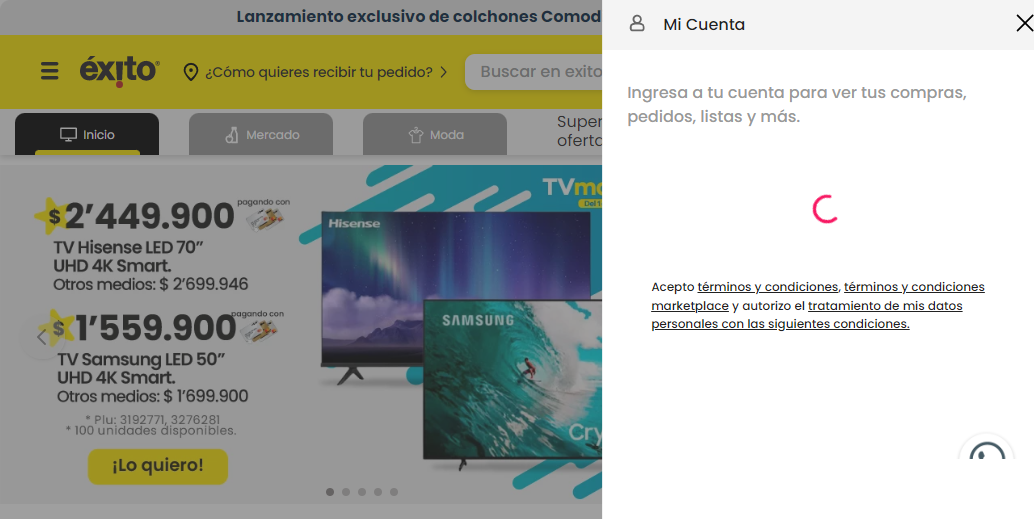 Lanzamiento exclusivo de colchones Comod
éxito
¿Cómo quieres recibir tu pedido?
Buscar en exito
Inicio
Mercado
Moda
Super
oferta
TVma
Del 1
$2’449.900
pagando con
TV Hisense LED 70”
UHD 4K Smart.
Otros medios: $ 2’699.946
$1’559.900
pagando con
TV Samsung LED 50”
UHD 4K Smart.
Otros medios: $ 1’699.900
* Plu: 3192771, 3276281
* 100 unidades disponibles.
¡Lo quiero!
Hisense
SAMSUNG
Cry
Mi Cuenta
Ingresa a tu cuenta para ver tus compras,
pedidos, listas y más.
Acepto términos y condiciones, términos y condiciones
marketplace y autorizo el tratamiento de mis datos
personales con las siguientes condiciones.